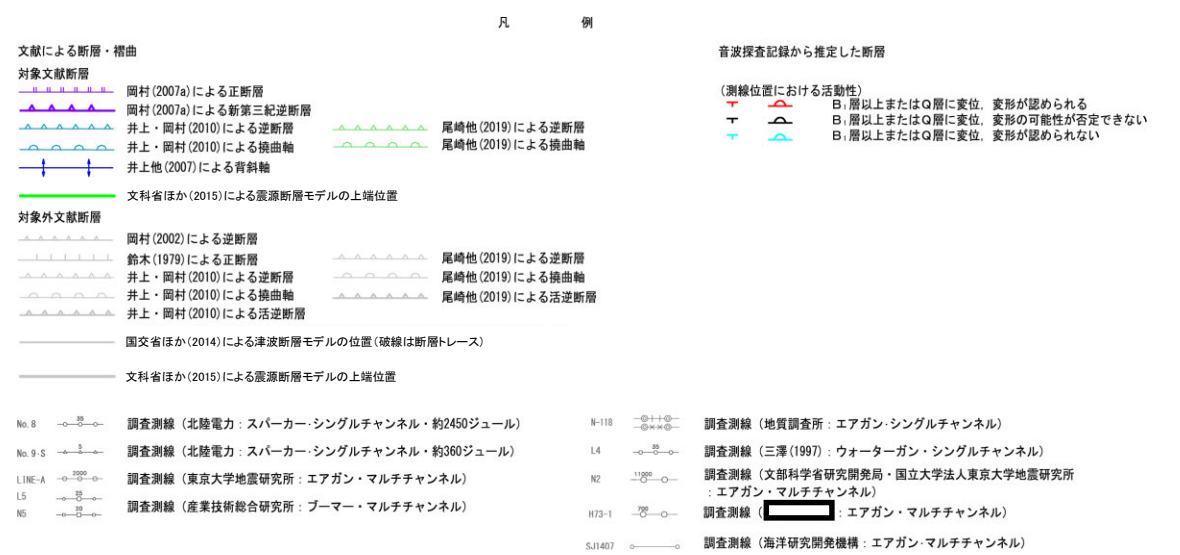 凡 例
文献による断層・褶曲
対象文献断層
岡村(2007a)による正断層
岡村(2007a)による新第三紀逆断層
井上・岡村(2010)による逆断層
井上・岡村(2010)による撓曲軸
井上他(2007)による背斜軸
尾崎他(2019)による逆断層
尾崎他(2019)による撓曲軸
文科省ほか(2015)による震源断層モデルの上端位置
対象外文献断層
岡村(2002)による逆断層
鈴木(1979)による正断層
井上・岡村(2010)による逆断層
井上・岡村(2010)による撓曲軸
井上・岡村(2010)による活逆断層
尾崎他(2019)による逆断層
尾崎他(2019)による撓曲軸
尾崎他(2019)による活逆断層
国交省ほか(2014)による津波断層モデルの位置(破線は断層トレース)
文科省ほか(2015)による震源断層モデルの上端位置
音波探査記録から推定した断層
(測線位置における活動性)
B₁層以上またはQ層に変位，変形が認められる
B₁層以上またはQ層に変位，変形の可能性が否定できない
B₁層以上またはQ層に変位，変形が認められない
No.8 35 調査測線（北陸電力：スパーカー・シングルチャンネル・約2450ジュール）
No.9・S 5 調査測線（北陸電力：スパーカー・シングルチャンネル・約360ジュール）
LINE-A 2000 調査測線（東京大学地震研究所：エアガン・マルチチャンネル）
L5 25
N5 30 調査測線（産業技術総合研究所：ブーマー・マルチチャンネル）
N-118 調査測線（地質調査所：エアガン・シングルチャンネル）
L4 35 調査測線（三澤(1997)：ウォーターガン・シングルチャンネル）
N2 11000 調査測線（文部科学省研究開発局・国立大学法人東京大学地震研究所
：エアガン・マルチチャンネル）
H73-1 700 調査測線（ ：エアガン・マルチチャンネル）
SJ1407 調査測線（海洋研究開発機構：エアガン・マルチチャンネル）